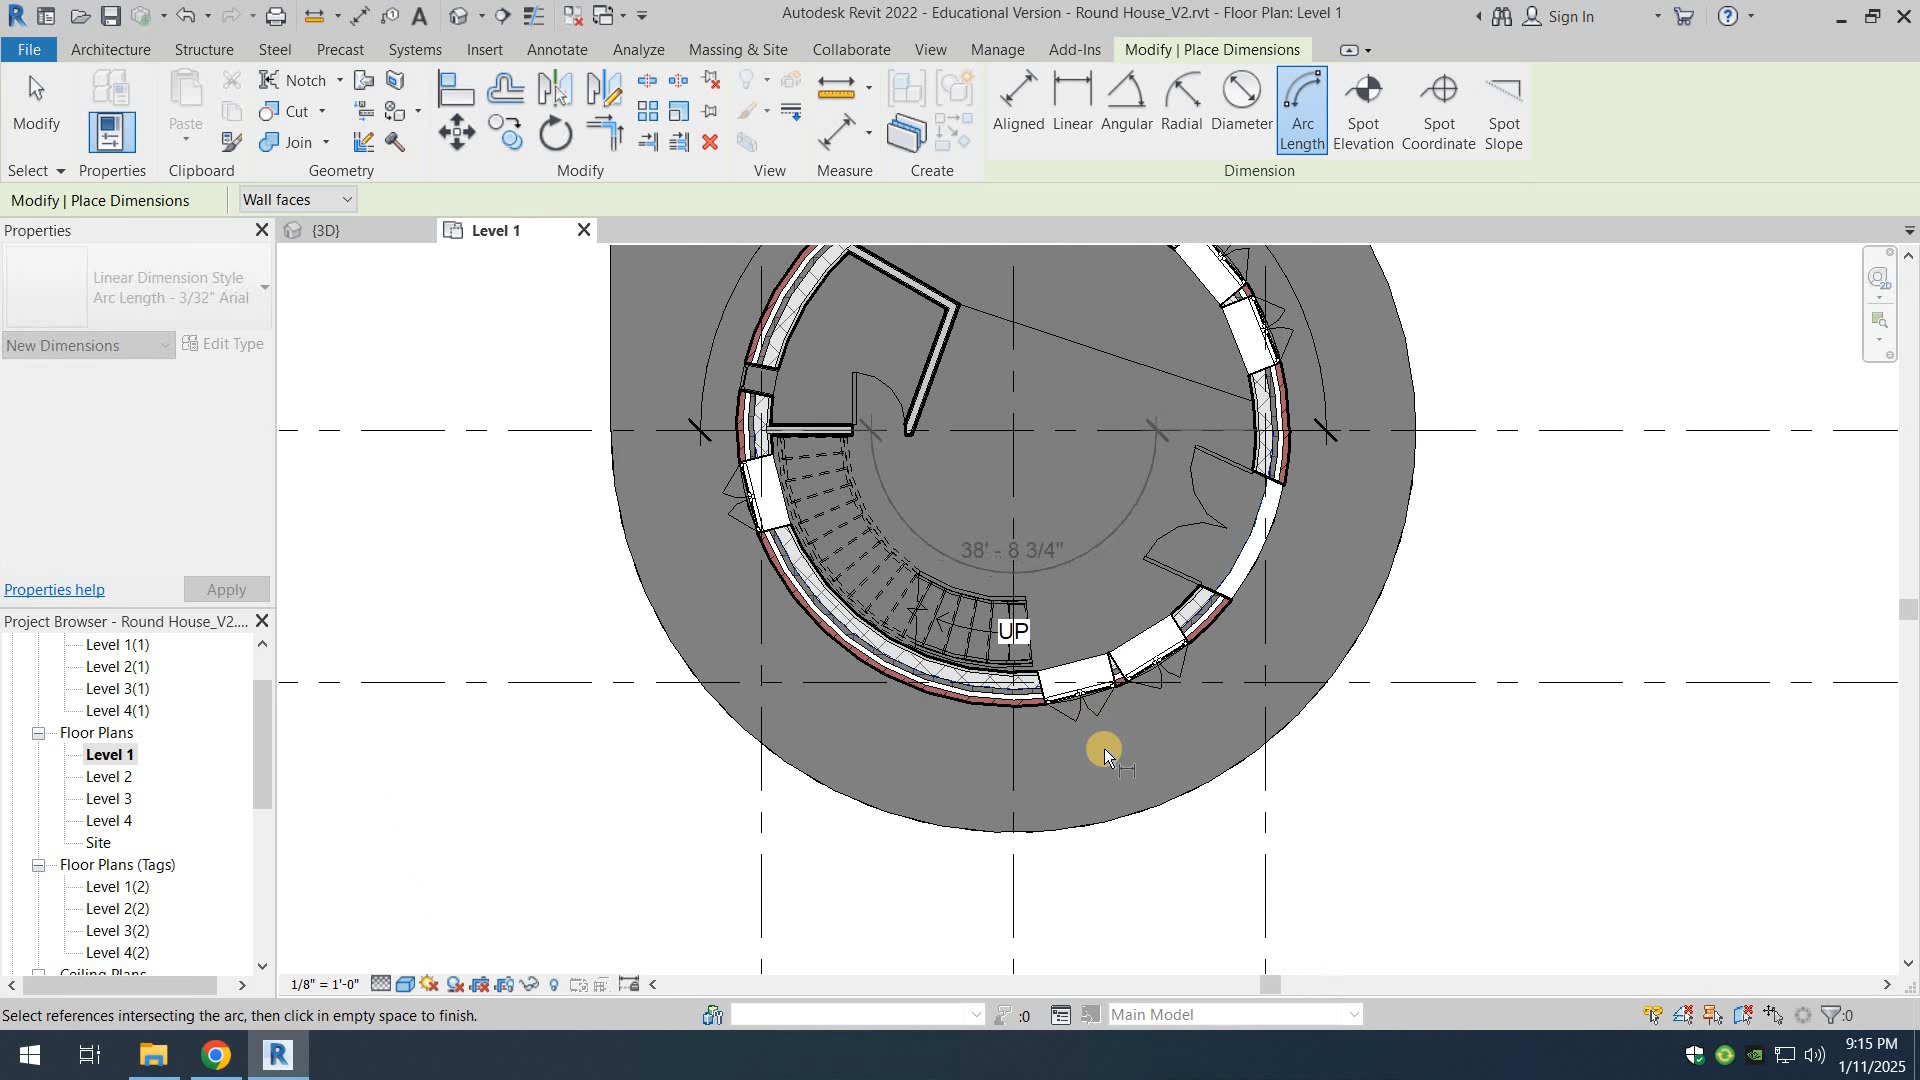 Autodesk Revit 2022 - Educational Version - Round House_V2.rvt - Floor Plan: Level 1
Sign In
File Architecture Structure Steel Precast Systems Insert Annotate Analyze Massing & Site Collaborate View Manage Add-Ins Modify | Place Dimensions
Modify
Paste
Notch
Cut
Join
Aligned Linear Angular Radial Diameter Arc Length Spot Elevation Spot Coordinate Spot Slope
Select Properties Clipboard Geometry Modify View Measure Create Dimension
Modify | Place Dimensions Wall faces
Properties
{3D}
Level 1
Linear Dimension Style
Arc Length - 3/32" Arial
New Dimensions Edit Type
38' - 8 3/4"
UP
Properties help Apply
Project Browser - Round House_V2....
Level 1(1)
Level 2(1)
Level 3(1)
Level 4(1)
Floor Plans
Level 1
Level 2
Level 3
Level 4
Site
Floor Plans (Tags)
Level 1(2)
Level 2(2)
Level 3(2)
Level 4(2)
Ceiling Plans
1/8" = 1'-0"
Select references intersecting the arc, then click in empty space to finish.
:0
Main Model
:0
9:15 PM
1/11/2025